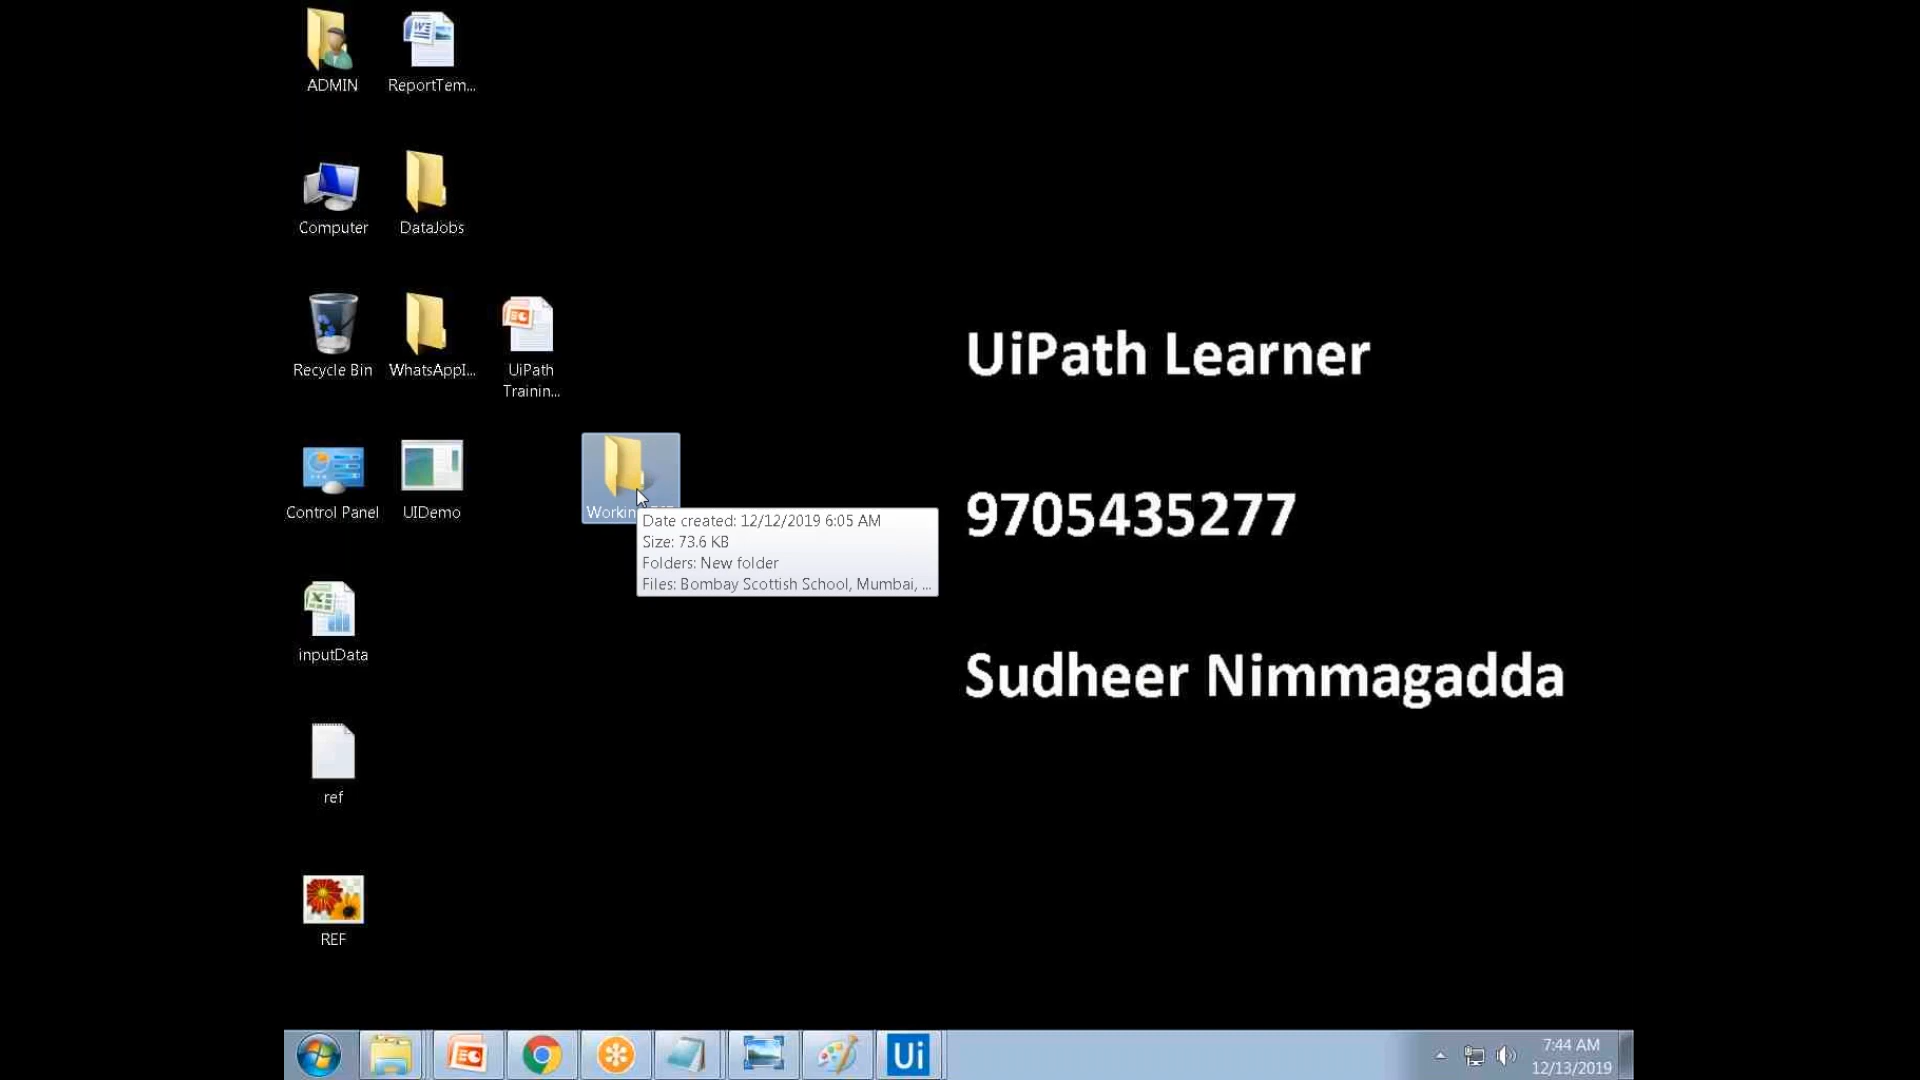 ADMIN
ReportTem...
Computer
DataJobs
Recycle Bin
WhatsAppI...
UiPath
Trainin...
Control Panel
UIDemo
Date created: 12/12/2019 6:05 AM
Size: 73.6 KB
Folders: New folder
Files: Bombay Scottish School, Mumbai, ...
inputData
ref
REF
UiPath Learner
9705435277
Sudheer Nimmagadda
Ui
7:44 AM
12/13/2019